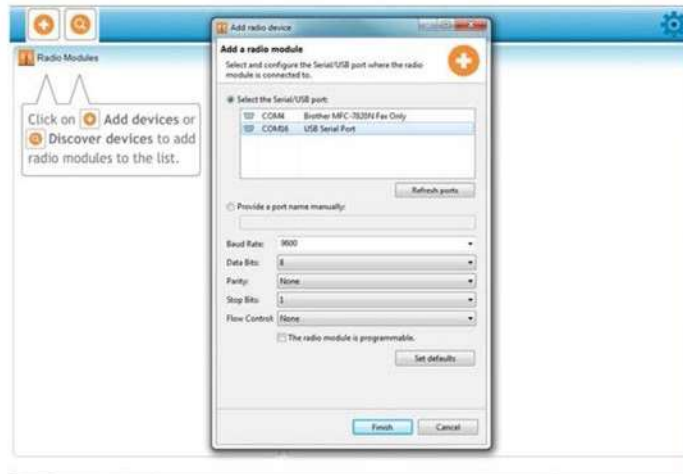 Radio Modules
Click on Add devices or
Discover devices to add
radio modules to the list.
Add radio device
Add a radio module
Select and configure the Serial/USB port where the radio
module is connected to.
Select the Serial/USB port:
COM4 Brother MFC-7820N Fax Only
COM16 USB Serial Port
Refresh ports
Provide a port name manually:
Baud Rate: 9600
Data Bits: 8
Parity: None
Stop Bits: 1
Flow Control: None
The radio module is programmable.
Set defaults
Finish
Cancel